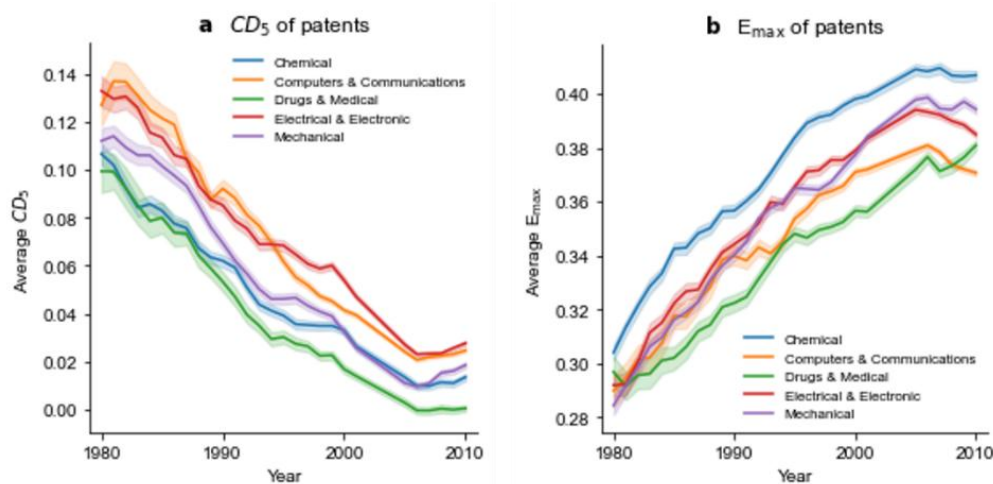 a CD5 of patents
Chemical
Computers & Communications
Drugs & Medical
Electrical & Electronic
Mechanical
0.14
0.12
0.10
0.08
0.06
0.04
0.02
0.00
Average CD5
1980
1990
2000
2010
Year
b Emax of patents
0.40
0.38
0.36
0.34
0.32
0.30
0.28
Average Emax
Chemical
Computers & Communications
Drugs & Medical
Electrical & Electronic
Mechanical
1980
1990
2000
2010
Year